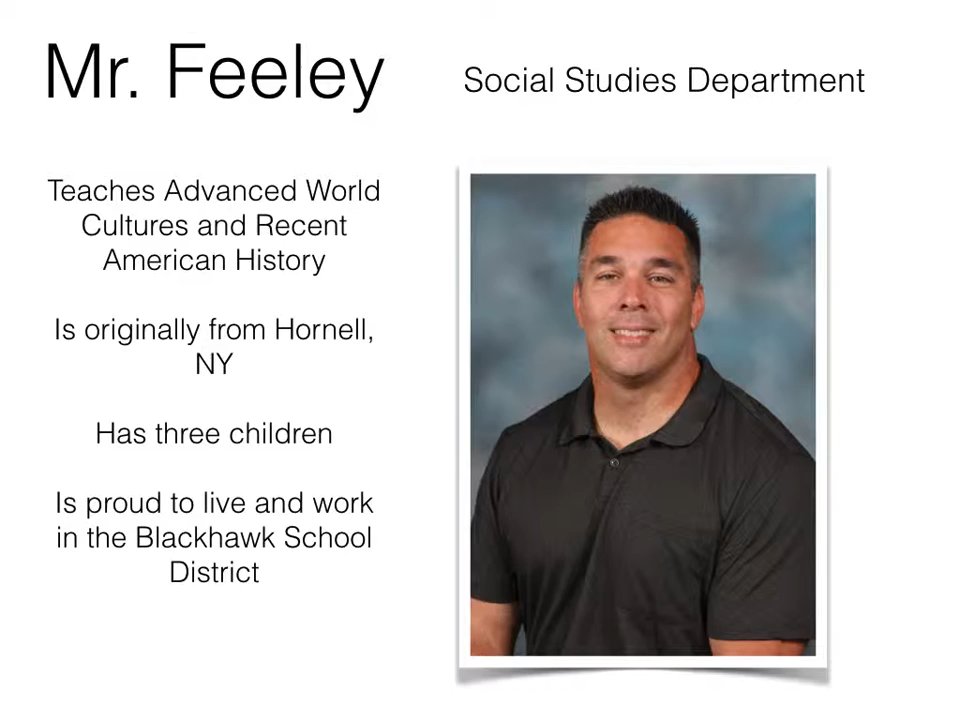 Mr. Feeley
Social Studies Department
Teaches Advanced World
Cultures and Recent
American History
Is originally from Hornell,
NY
Has three children
Is proud to live and work
in the Blackhawk School
District